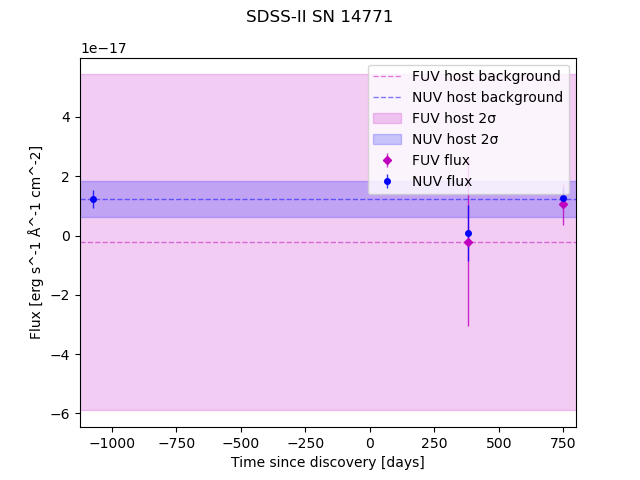 SDSS-II SN 14771
1e−17
FUV host background
NUV host background
FUV host 2σ
NUV host 2σ
FUV flux
NUV flux
4
2
0
−2
−4
−6
Flux [erg s^-1 Å^-1 cm^-2]
−1000 −750 −500 −250 0 250 500 750
Time since discovery [days]